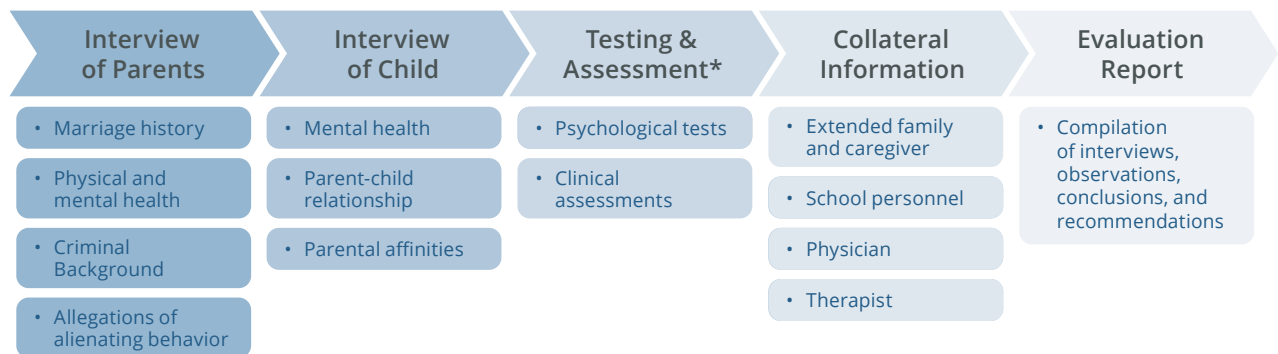 Interview
of Parents
Interview
of Child
Testing &
Assessment*
Collateral
Information
Evaluation
Report
• Marriage history
• Physical and
mental health
• Criminal
Background
• Allegations of
alienating behavior
• Mental health
• Parent-child
relationship
• Parental affinities
• Psychological tests
• Clinical
assessments
• Extended family
and caregiver
• School personnel
• Physician
• Therapist
• Compilation
of interviews,
observations,
conclusions, and
recommendations